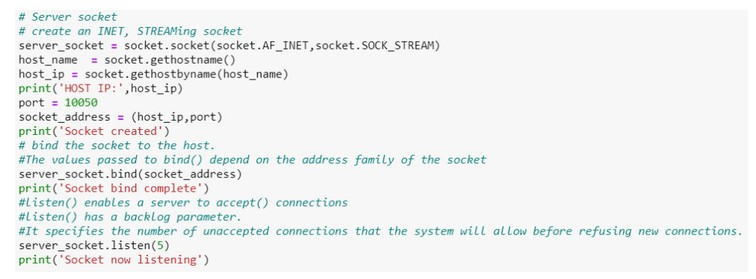 # Server socket
# create an INET, STREAMing socket
server_socket = socket.socket(socket.AF_INET,socket.SOCK_STREAM)
host_name  = socket.gethostname()
host_ip = socket.gethostbyname(host_name)
print('HOST IP:',host_ip)
port = 10050
socket_address = (host_ip,port)
print('Socket created')
# bind the socket to the host.
#The values passed to bind() depend on the address family of the socket
server_socket.bind(socket_address)
print('Socket bind complete')
#listen() enables a server to accept() connections
#listen() has a backlog parameter.
#It specifies the number of unaccepted connections that the system will allow before refusing new connections.
server_socket.listen(5)
print('Socket now listening')